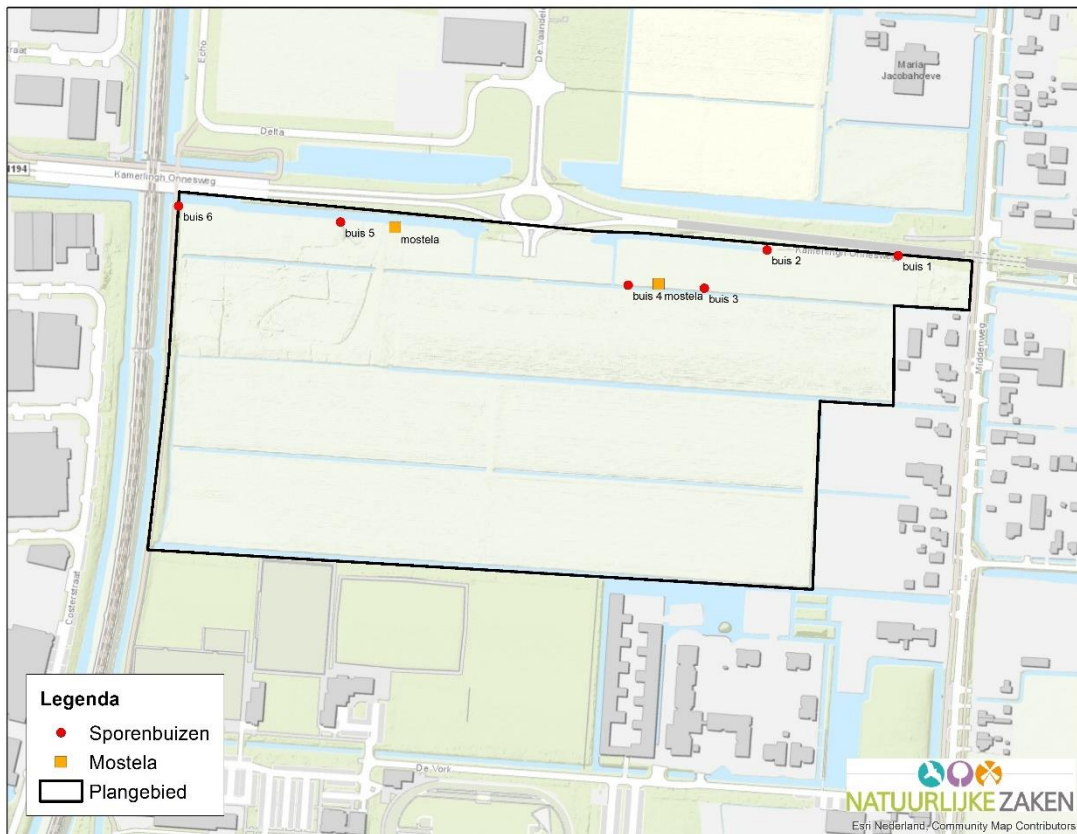 Echo
De Vaandel
Maria
Jacobahoeve
Delta
1194
Kamerlingh Onnesweg
buis 6
buis 5
mostela
buis 2
Kamerlingh Onnesweg
buis 1
buis 4
mostela
buis 3
Middenweg
Costerstraat
De Vork
Legenda
Sporenbuizen
Mostela
Plangebied
NATUURLIJKE ZAKEN
Esri Nederland, Community Map Contributors